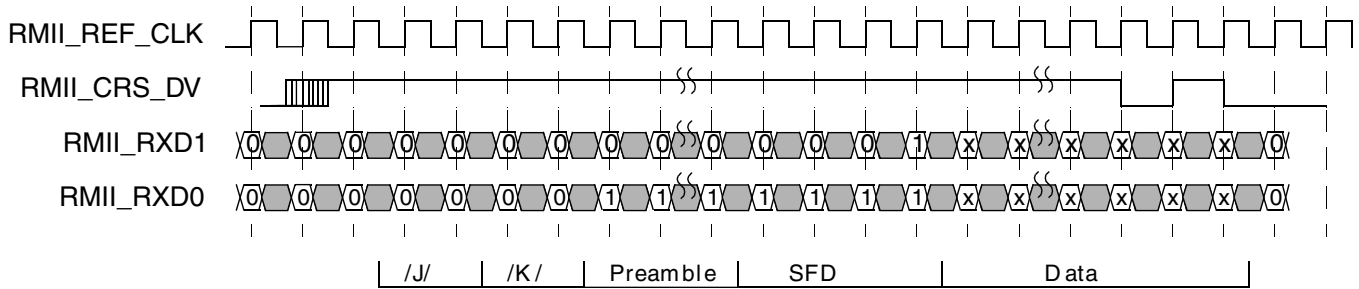 RMII_REF_CLK
RMII_CRS_DV
RMII_RXD1 0 0 0 0 0 0 0 0 0 0 0 0 0 1 x x x x x x 0
RMII_RXD0 0 0 0 0 0 0 0 1 1 1 1 1 1 1 x x x x x x 0
/J/ /K/ Preamble SFD Data